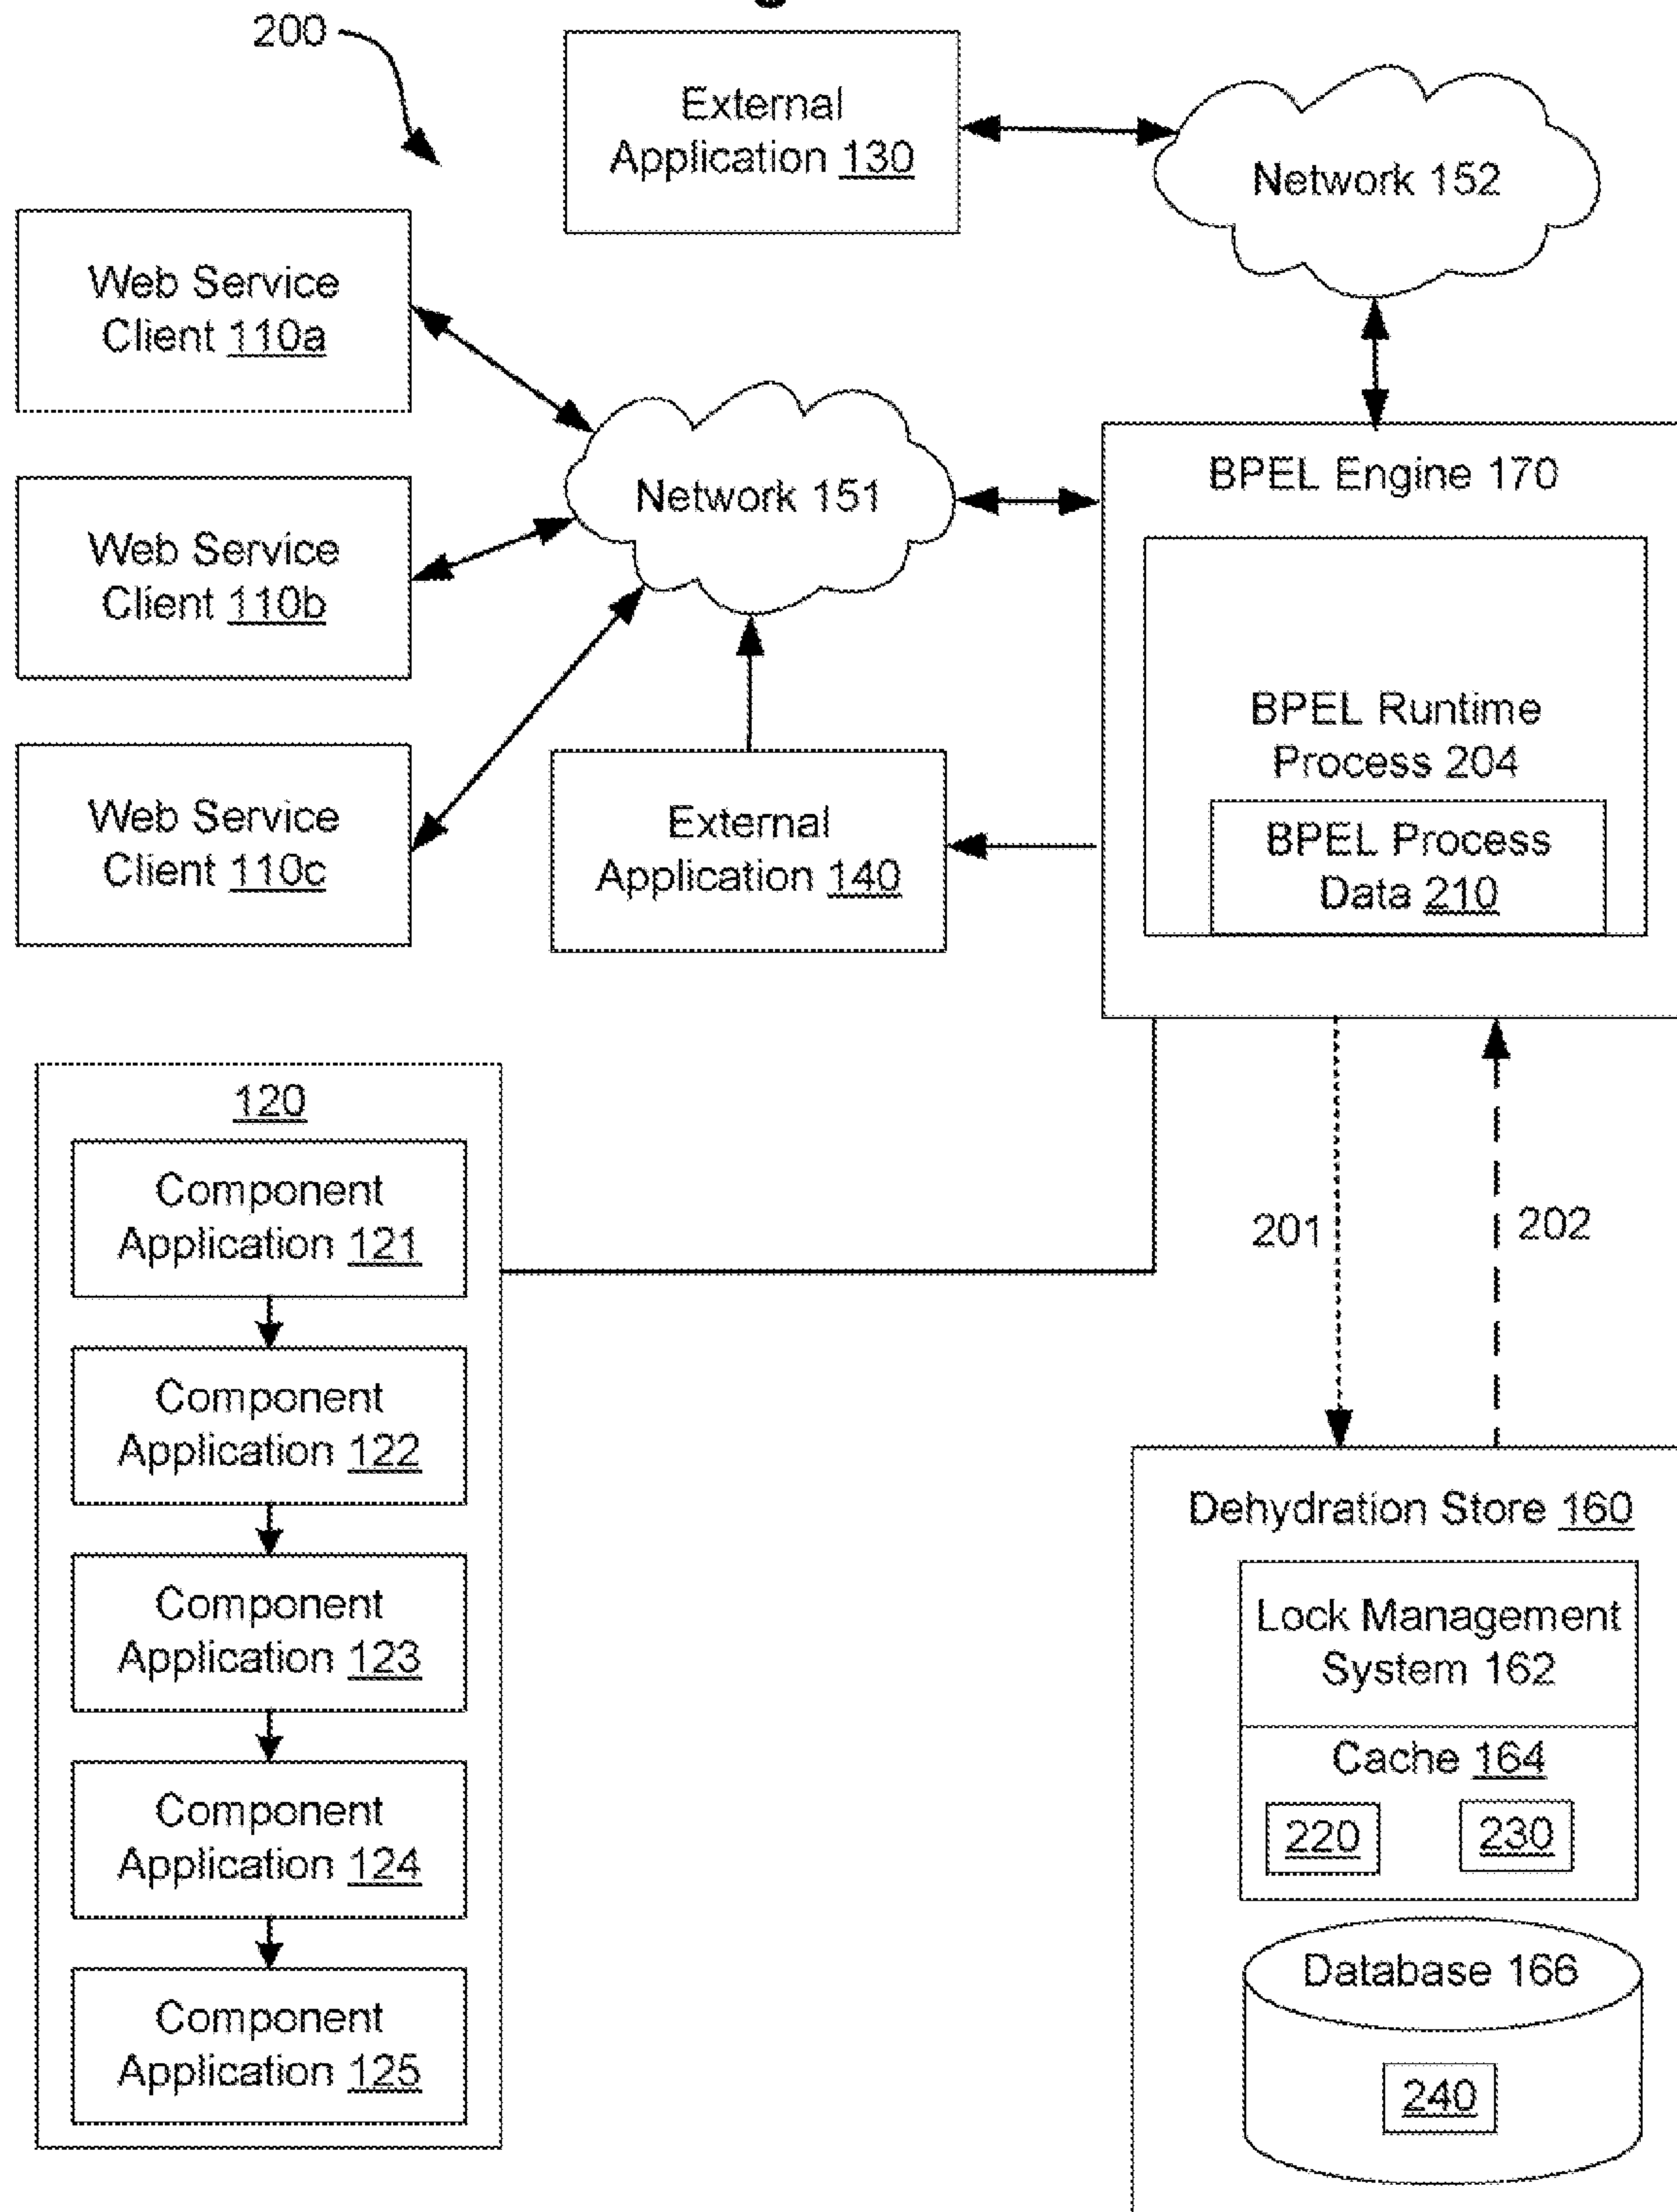 200
External
Application 130
Network 152
Web Service
Client 110a
Network 151
BPEL Engine 170
Web Service
Client 110b
BPEL Runtime
Process 204
Web Service
Client 110c
External
Application 140
BPEL Process
Data 210
120
Component
Application 121
201
202
Component
Application 122
Component
Application 123
Component
Application 124
Component
Application 125
Dehydration Store 160
Lock Management
System 162
Cache 164
220
230
Database 166
240